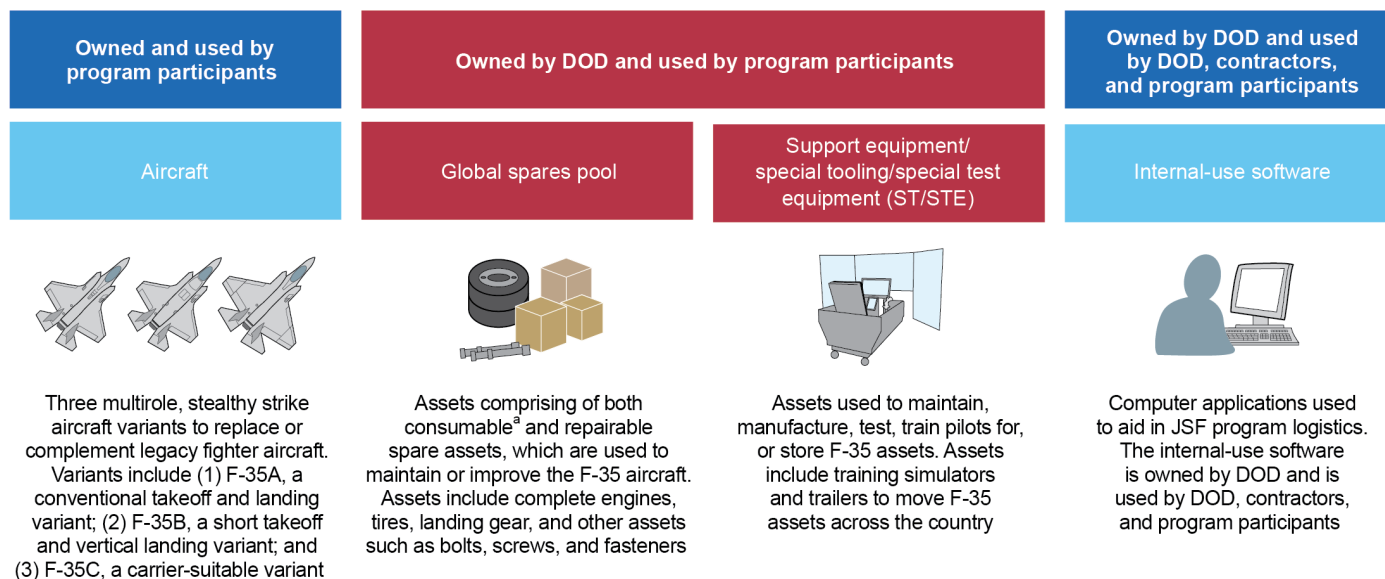 Owned and used by
program participants
Owned by DOD and used by program participants
Owned by DOD and used
by DOD, contractors,
and program participants
Aircraft
Global spares pool
Support equipment/
special tooling/special test
equipment (ST/STE)
Internal-use software
Three multirole, stealthy strike
aircraft variants to replace or
complement legacy fighter aircraft.
Variants include (1) F-35A, a
conventional takeoff and landing
variant; (2) F-35B, a short takeoff
and vertical landing variant; and
(3) F-35C, a carrier-suitable variant
Assets comprising of both
consumableª and repairable
spare assets, which are used to
maintain or improve the F-35 aircraft.
Assets include complete engines,
tires, landing gear, and other assets
such as bolts, screws, and fasteners
Assets used to maintain,
manufacture, test, train pilots for,
or store F-35 assets. Assets
include training simulators
and trailers to move F-35
assets across the country
Computer applications used
to aid in JSF program logistics.
The internal-use software
is owned by DOD and is
used by DOD, contractors,
and program participants